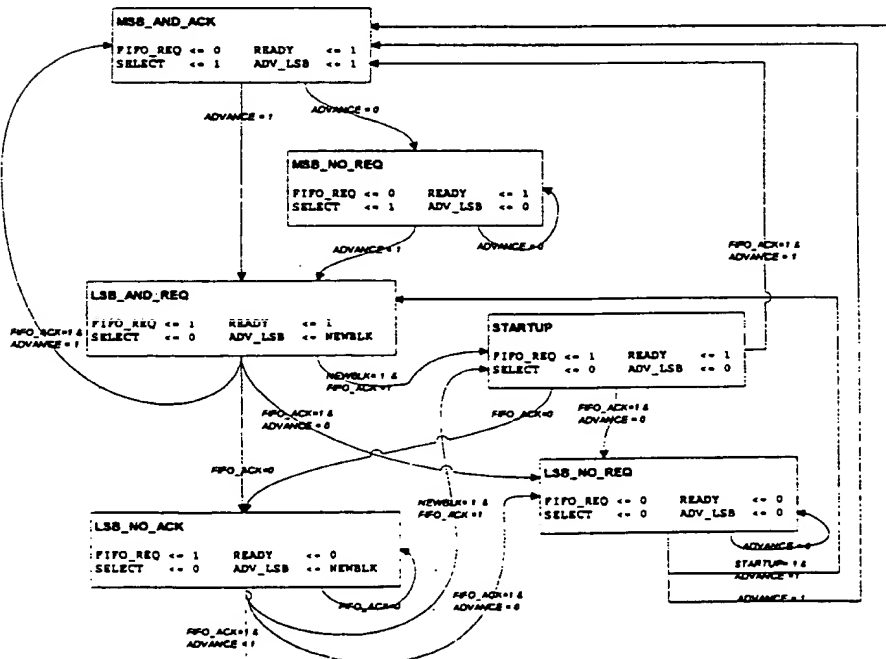 MSB_AND_ACK
FIFO_REQ <= 0 READY <= 1
SELECT <= 1 ADV_LSB <= 1
ADVANCE = 1
ADVANCE = 0
MSB_NO_REQ
FIFO_REQ <= 0 READY <= 1
SELECT <= 1 ADV_LSB <= 0
ADVANCE = 1
ADVANCE = 0
FIFO_ACK=1 &
ADVANCE = 1
LSB_AND_REQ
FIFO_REQ <= 1 READY <= 1
SELECT <= 0 ADV_LSB <= NEWBLK
FIFO_ACK=1 &
ADVANCE = 1
STARTUP
FIFO_REQ <= 1 READY <= 1
SELECT <= 0 ADV_LSB <= 0
NEWBLK= 1 &
FIFO_ACK=1
FIFO_ACK=1 &
ADVANCE = 0
FIFO_ACK=0
FIFO_ACK=1 &
ADVANCE = 0
FIFO_ACK=0
LSB_NO_REQ
FIFO_REQ <= 0 READY <= 0
SELECT <= 0 ADV_LSB <= 0
NEWBLK= 1 &
FIFO_ACK=1
LSB_NO_ACK
FIFO_REQ <= 1 READY <= 0
SELECT <= 0 ADV_LSB <= NEWBLK
ADVANCE = 0
STARTUP= 1 &
ADVANCE =1
ADVANCE = 1
FIFO_ACK=0
FIFO_ACK=1 &
ADVANCE = 0
FIFO_ACK=1 &
ADVANCE = 1